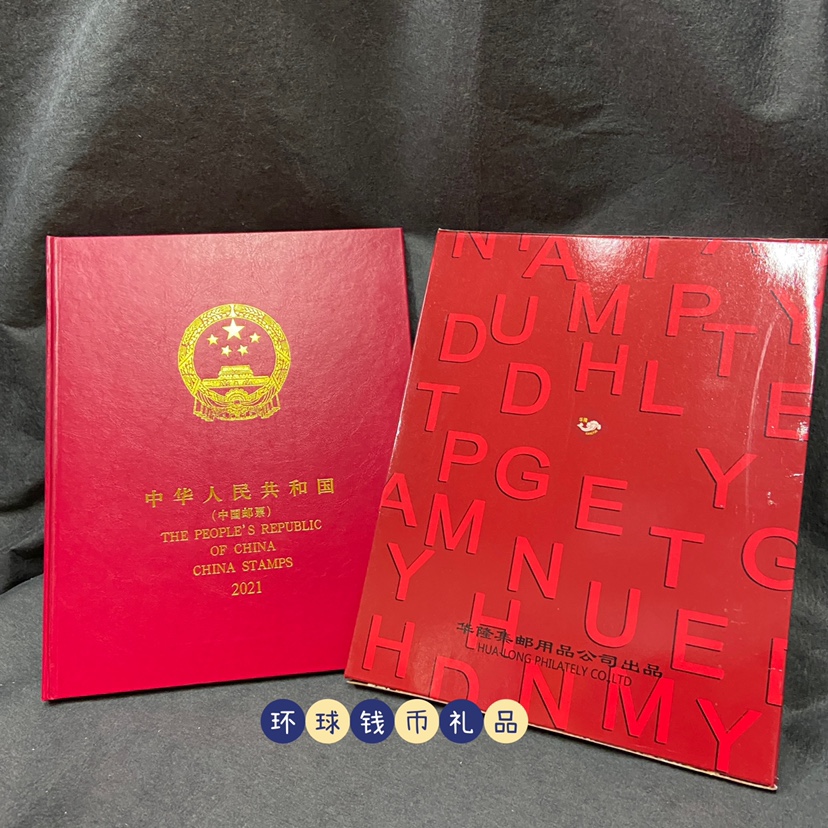 中华人民共和国
(中国邮票)
THE PEOPLE'S REPUBLIC
OF CHINA
CHINA STAMPS
2021
N A T A
U M P T Y
D H L
T D E
P G Y
A M E T G
Y N U E
H H
D N M Y
华隆集邮用品公司出品
HUA LONG PHILATELY CO.,LTD
环球钱币礼品